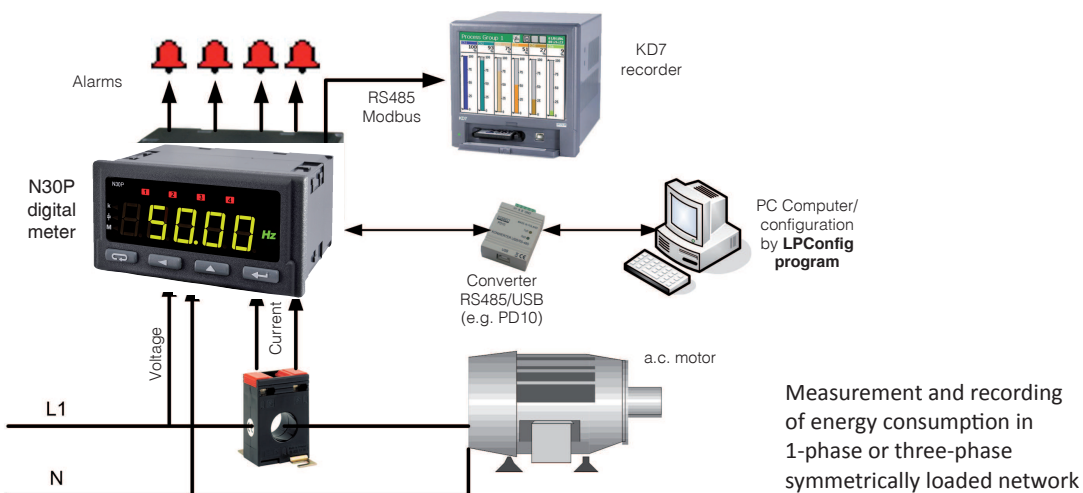 Alarms
RS485
Modbus
Process Group 1
KD7
KD7
recorder
N30P
digital
meter
N30P
1 2 3 4
k
M
50.00 Hz
Converter
RS485/USB
(e.g. PD10)
PC Computer/
configuration
by LPConfig
program
Voltage
Current
a.c. motor
L1
N
Measurement and recording
of energy consumption in
1-phase or three-phase
symmetrically loaded network